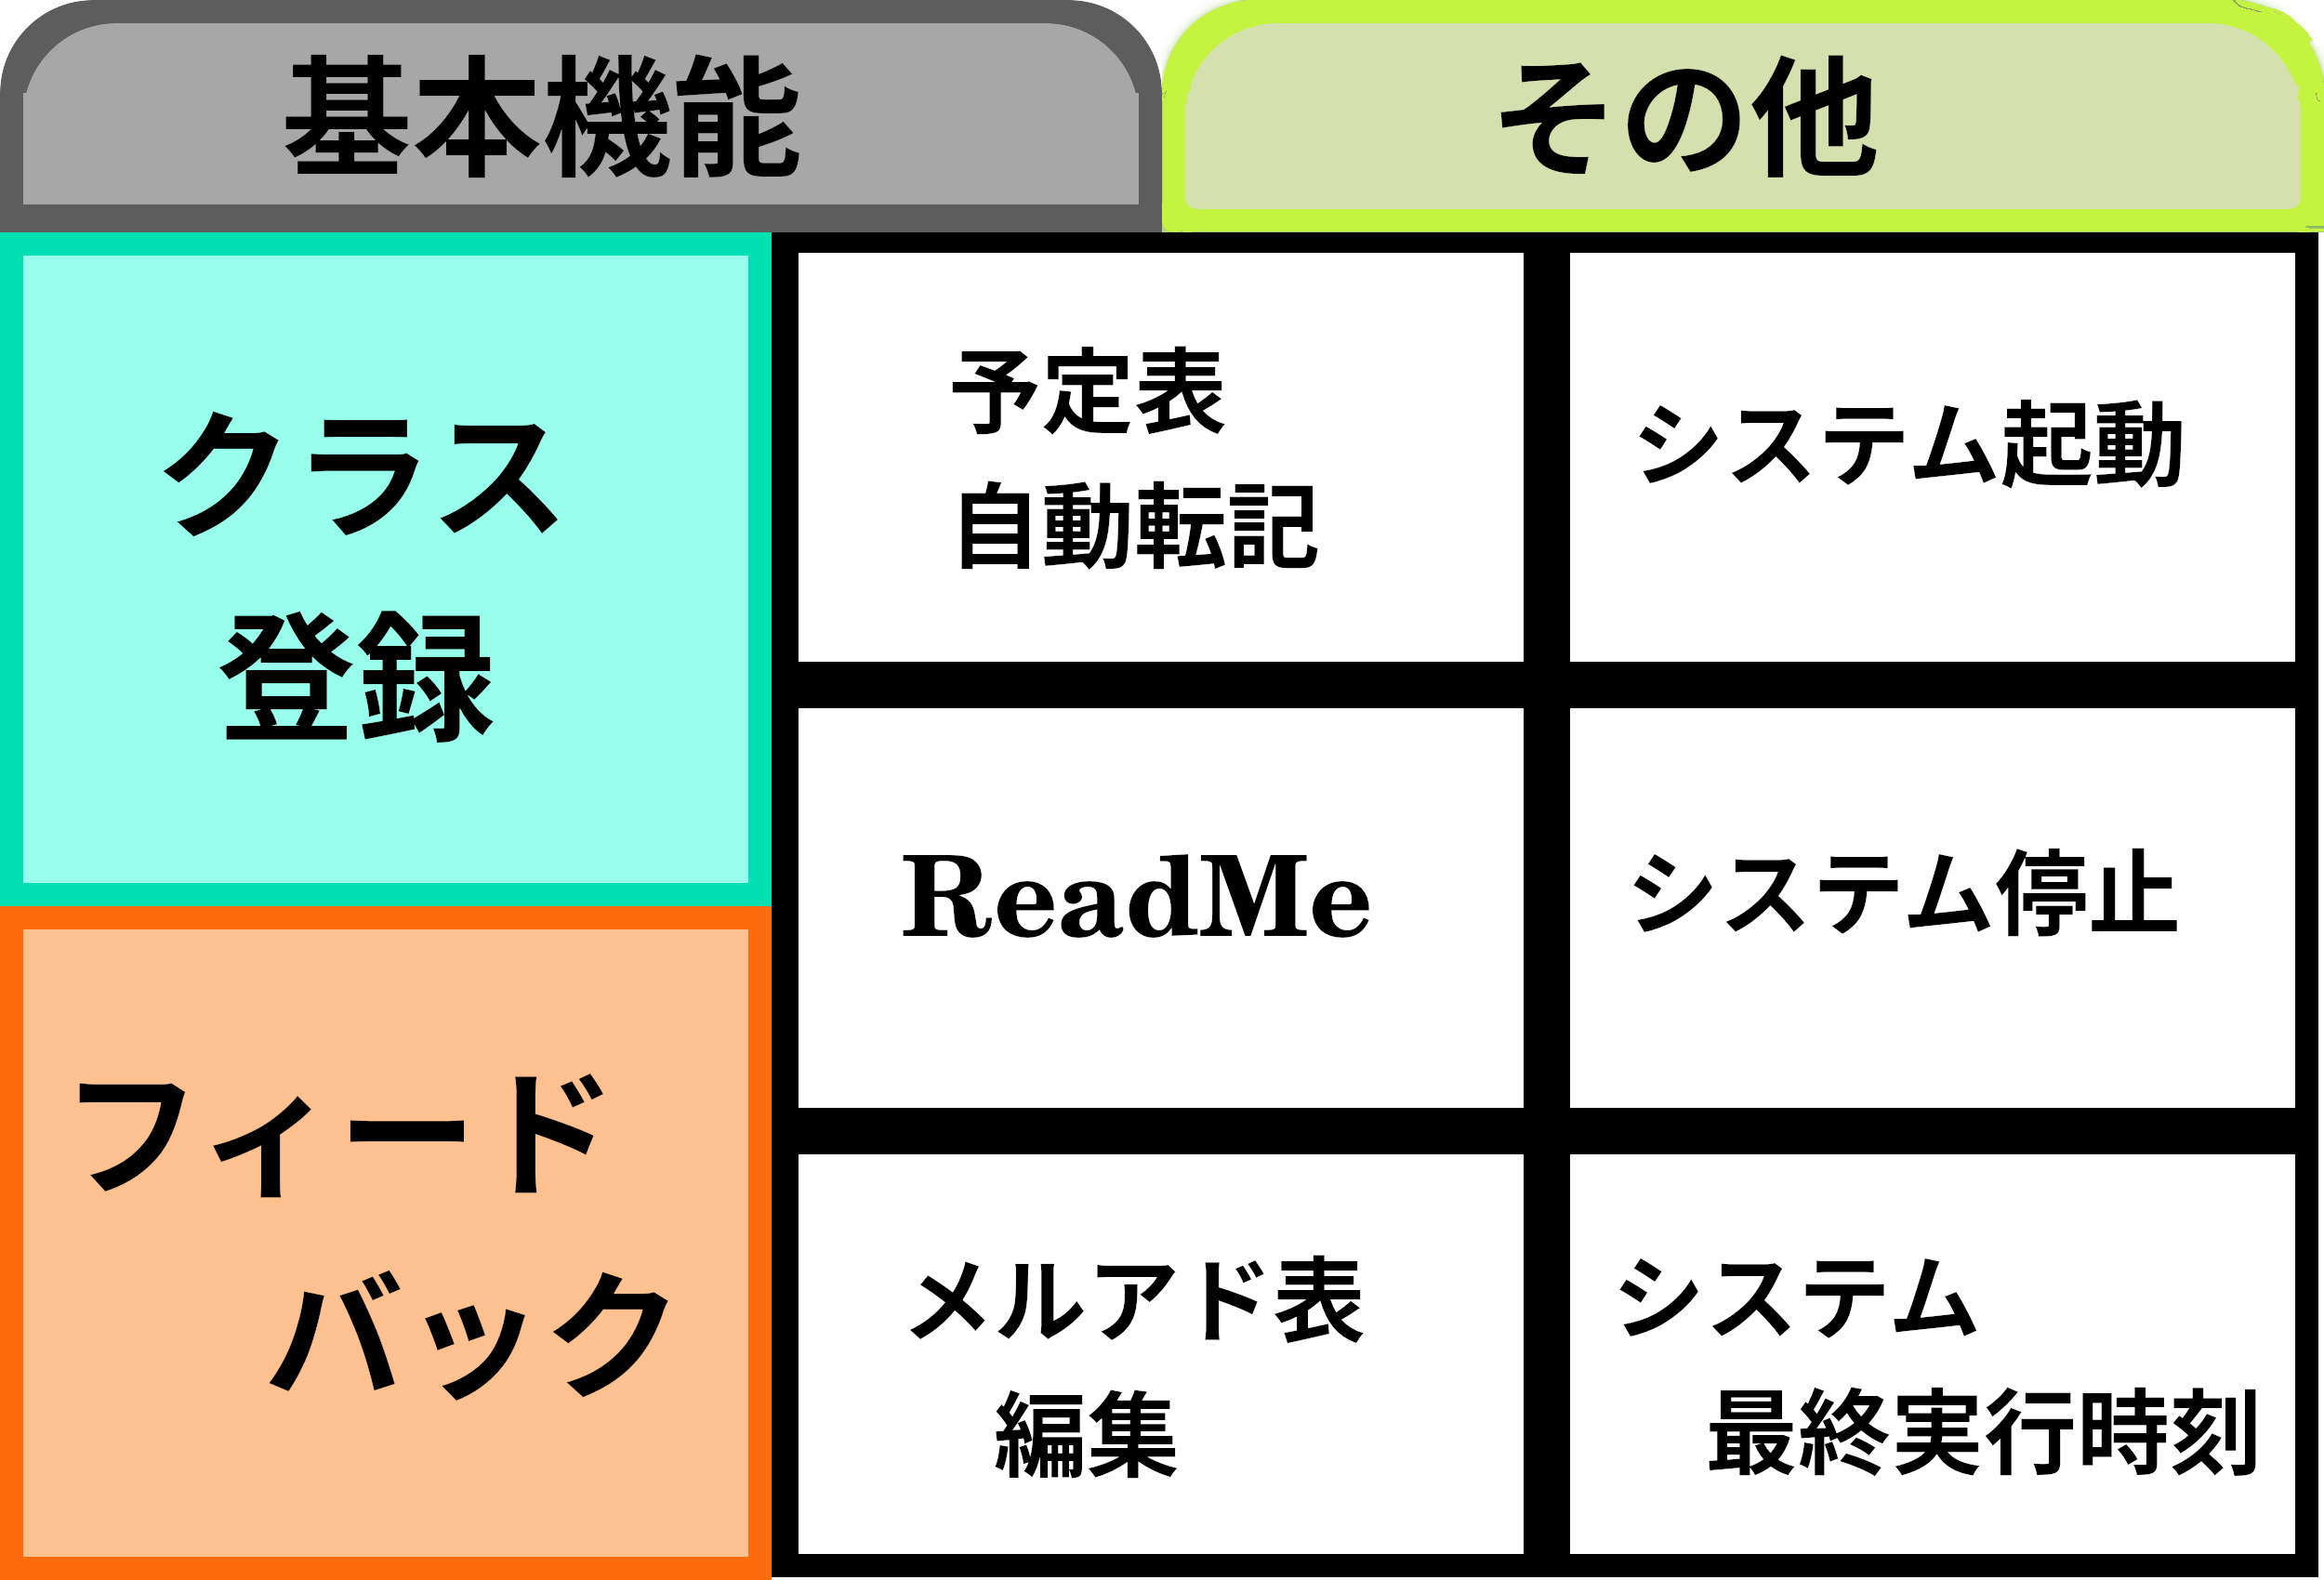 基本機能
その他
クラス
登録
予定表
自動転記
システム起動
ReadMe
システム停止
フィード
バック
メルアド表
編集
システム
最終実行時刻